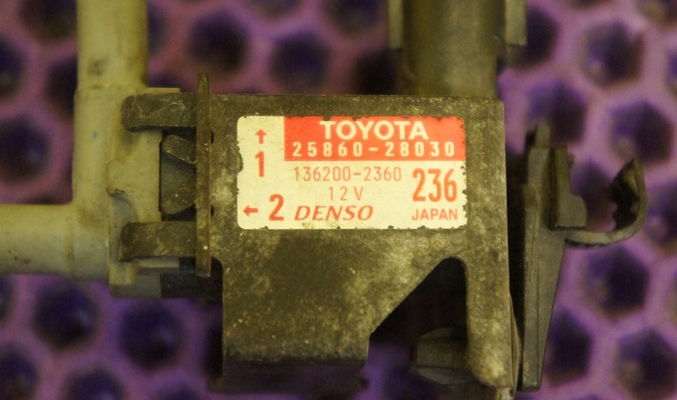 ↑
1
TOYOTA
25860-28030
136200-2360
12V
236
← 2
DENSO
JAPAN